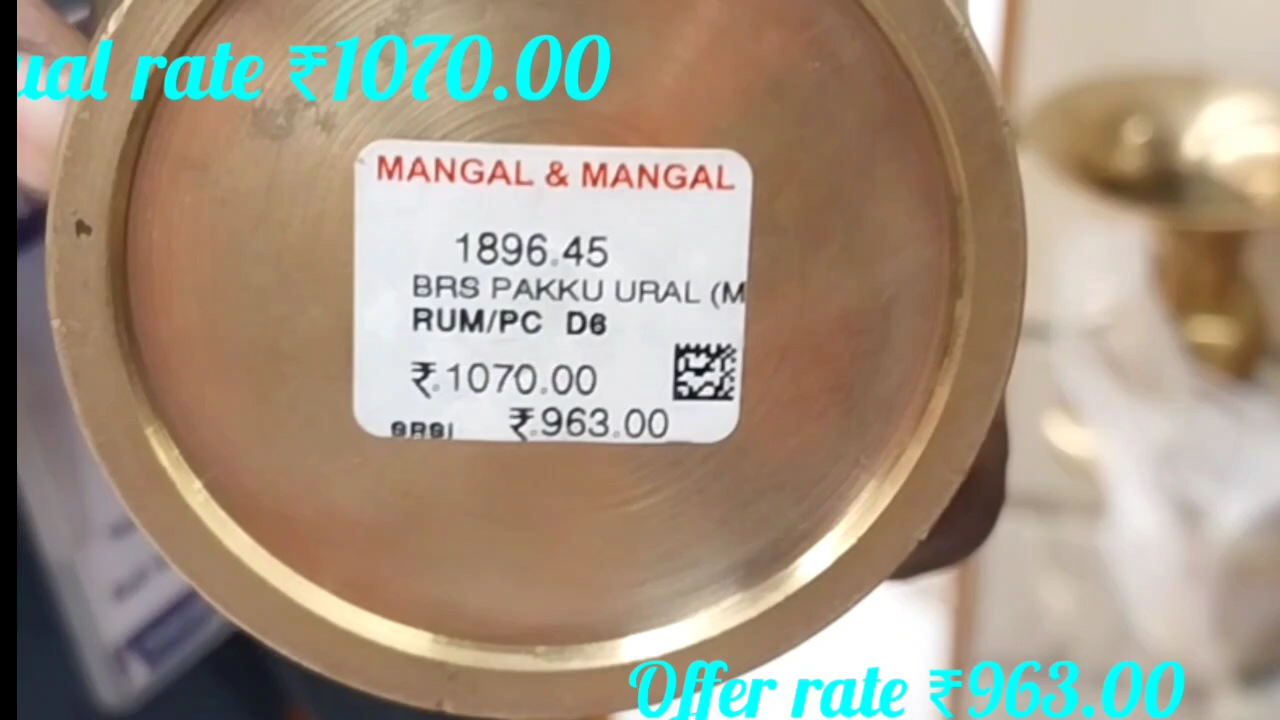 ual rate ₹1070.00
MANGAL & MANGAL
1896.45
BRS PAKKU URAL (M
RUM/PC D6
₹.1070.00
₹.963.00
Offer rate ₹963.00